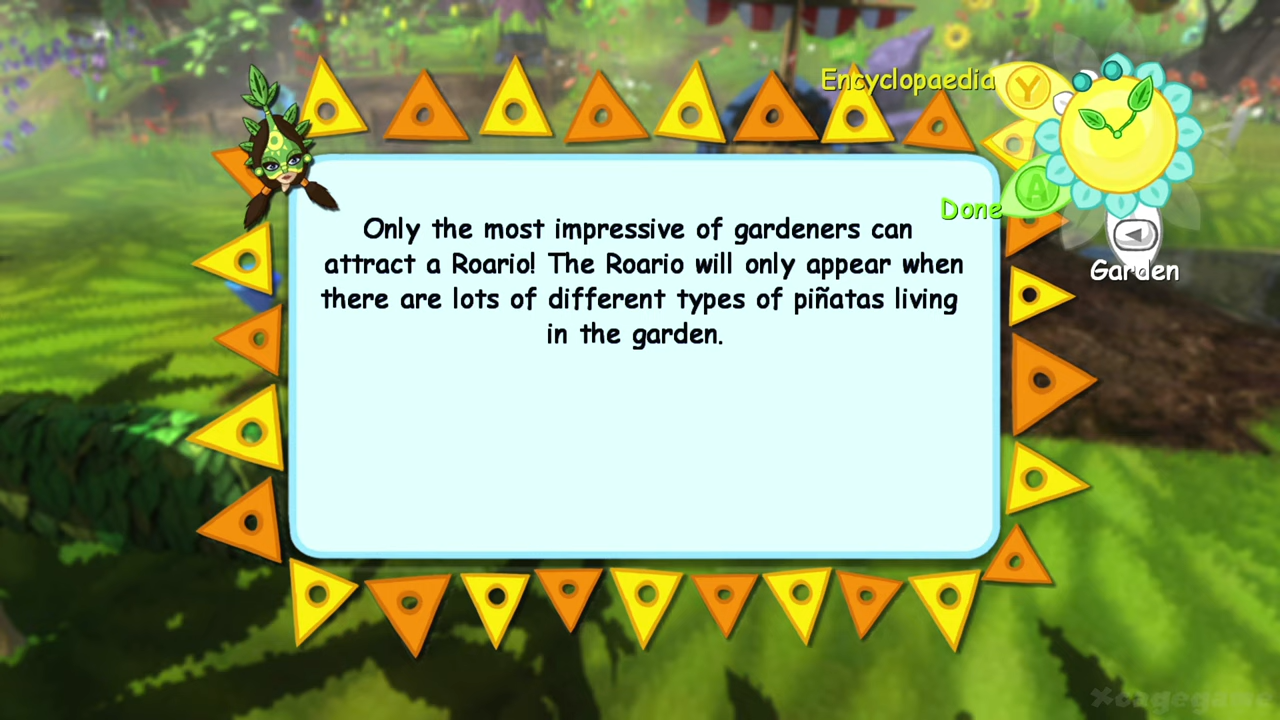 Encyclopaedia
Y
A
Done
Garden
Only the most impressive of gardeners can
attract a Roario! The Roario will only appear when
there are lots of different types of piñatas living
in the garden.
Xcagegames